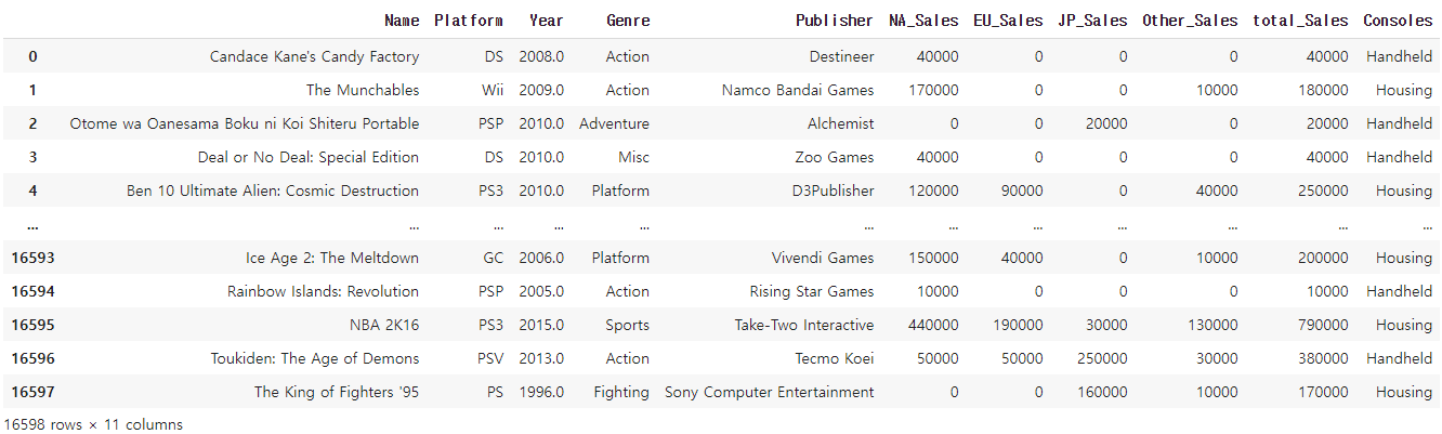 Name Platform Year Genre Publisher NA_Sales EU_Sales JP_Sales Other_Sales total_Sales Consoles
0 Candace Kane's Candy Factory DS 2008.0 Action Destineer 40000 0 0 0 40000 Handheld
1 The Munchables Wii 2009.0 Action Namco Bandai Games 170000 0 0 10000 180000 Housing
2 Otome wa Oanesama Boku ni Koi Shiteru Portable PSP 2010.0 Adventure Alchemist 0 0 20000 0 20000 Handheld
3 Deal or No Deal: Special Edition DS 2010.0 Misc Zoo Games 40000 0 0 0 40000 Handheld
4 Ben 10 Ultimate Alien: Cosmic Destruction PS3 2010.0 Platform D3Publisher 120000 90000 0 40000 250000 Housing
... ... ... ... ... ... ... ... ... ... ... ...
16593 Ice Age 2: The Meltdown GC 2006.0 Platform Vivendi Games 150000 40000 0 10000 200000 Housing
16594 Rainbow Islands: Revolution PSP 2005.0 Action Rising Star Games 10000 0 0 0 10000 Handheld
16595 NBA 2K16 PS3 2015.0 Sports Take-Two Interactive 440000 190000 30000 130000 790000 Housing
16596 Toukiden: The Age of Demons PSV 2013.0 Action Tecmo Koei 50000 50000 250000 30000 380000 Handheld
16597 The King of Fighters '95 PS 1996.0 Fighting Sony Computer Entertainment 0 0 160000 10000 170000 Housing
16598 rows × 11 columns